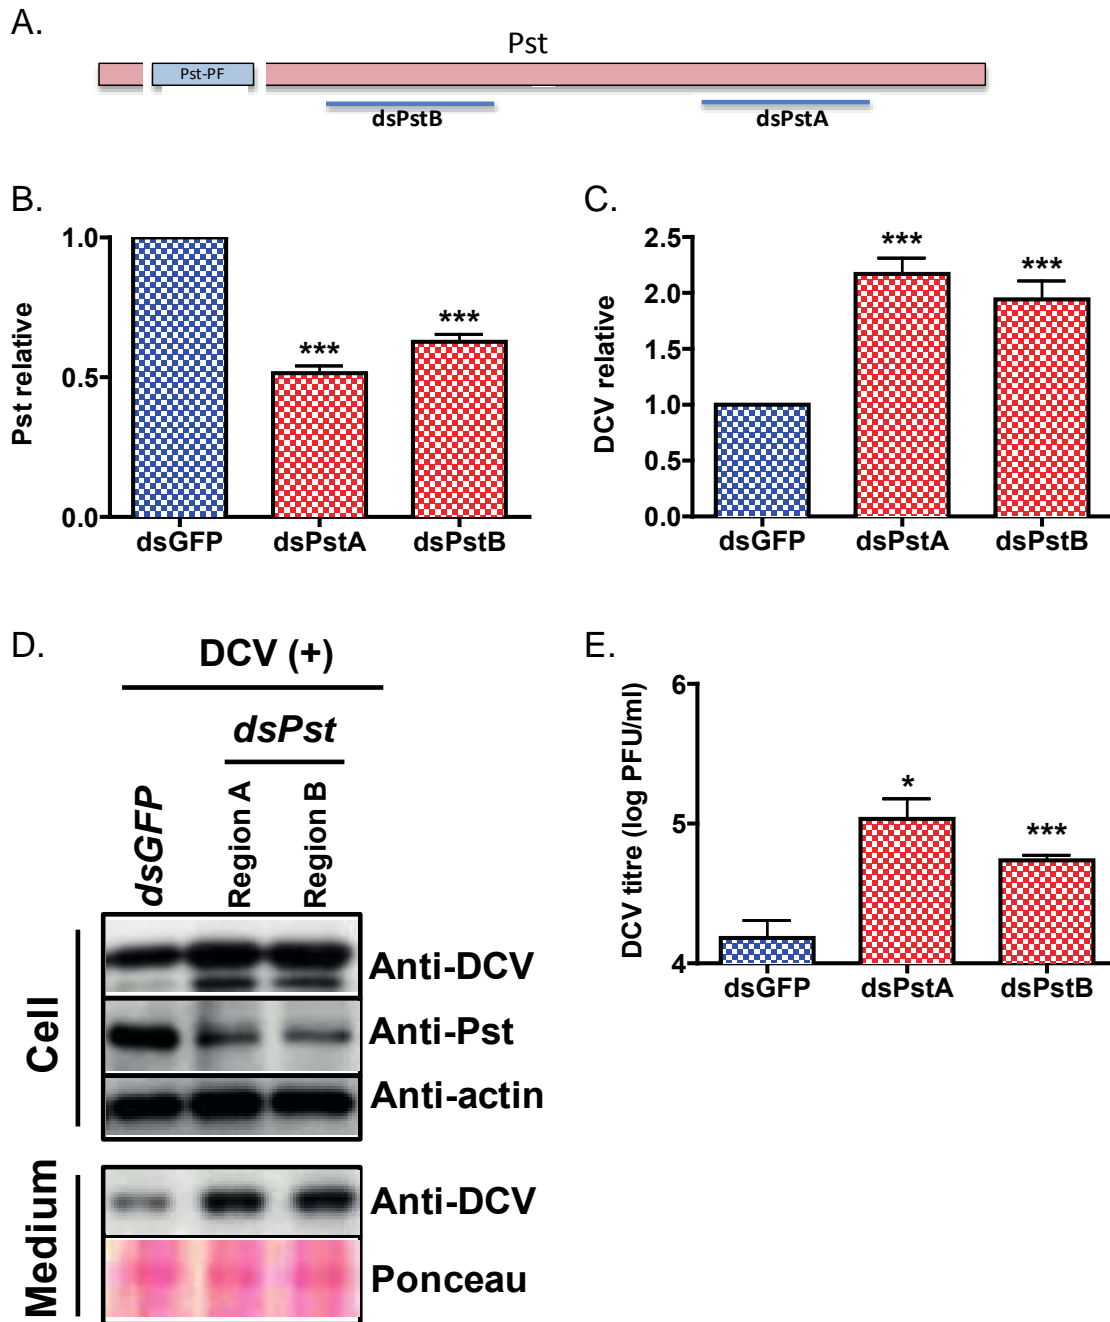 A.
Pst
Pst-PF
dsPstB
dsPstA
B.
Pst relative
1.0
0.5
0.0
***
***
dsGFP
dsPstA
dsPstB
C.
DCV relative
2.5
2.0
1.5
1.0
0.5
0.0
***
***
dsGFP
dsPstA
dsPstB
D.
DCV (+)
dsPst
dsGFP
Region A
Region B
Cell
Anti-DCV
Anti-Pst
Anti-actin
Medium
Anti-DCV
Ponceau
E.
DCV titre (log PFU/ml)
6
5
4
*
***
dsGFP
dsPstA
dsPstB